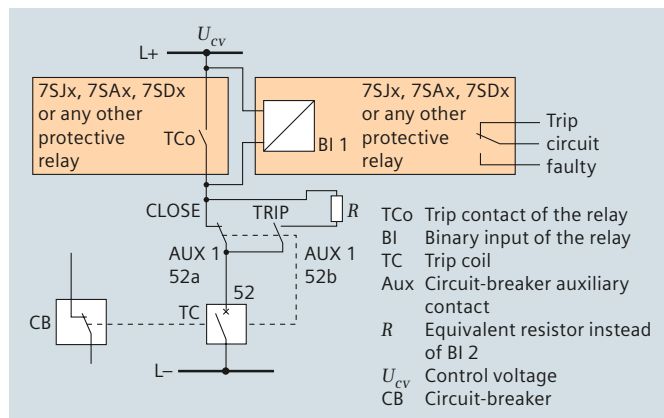 U_cv
L+
7SJx, 7SAx, 7SDx
or any other
protective
relay
TCo
BI 1
7SJx, 7SAx, 7SDx
or any other
protective
relay
Trip
circuit
faulty
CLOSE
TRIP
R
AUX 1
52a
AUX 1
52b
CB
TC
52
L–
TCo Trip contact of the relay
BI Binary input of the relay
TC Trip coil
Aux Circuit-breaker auxiliary
contact
R Equivalent resistor instead
of BI 2
U_cv Control voltage
CB Circuit-breaker